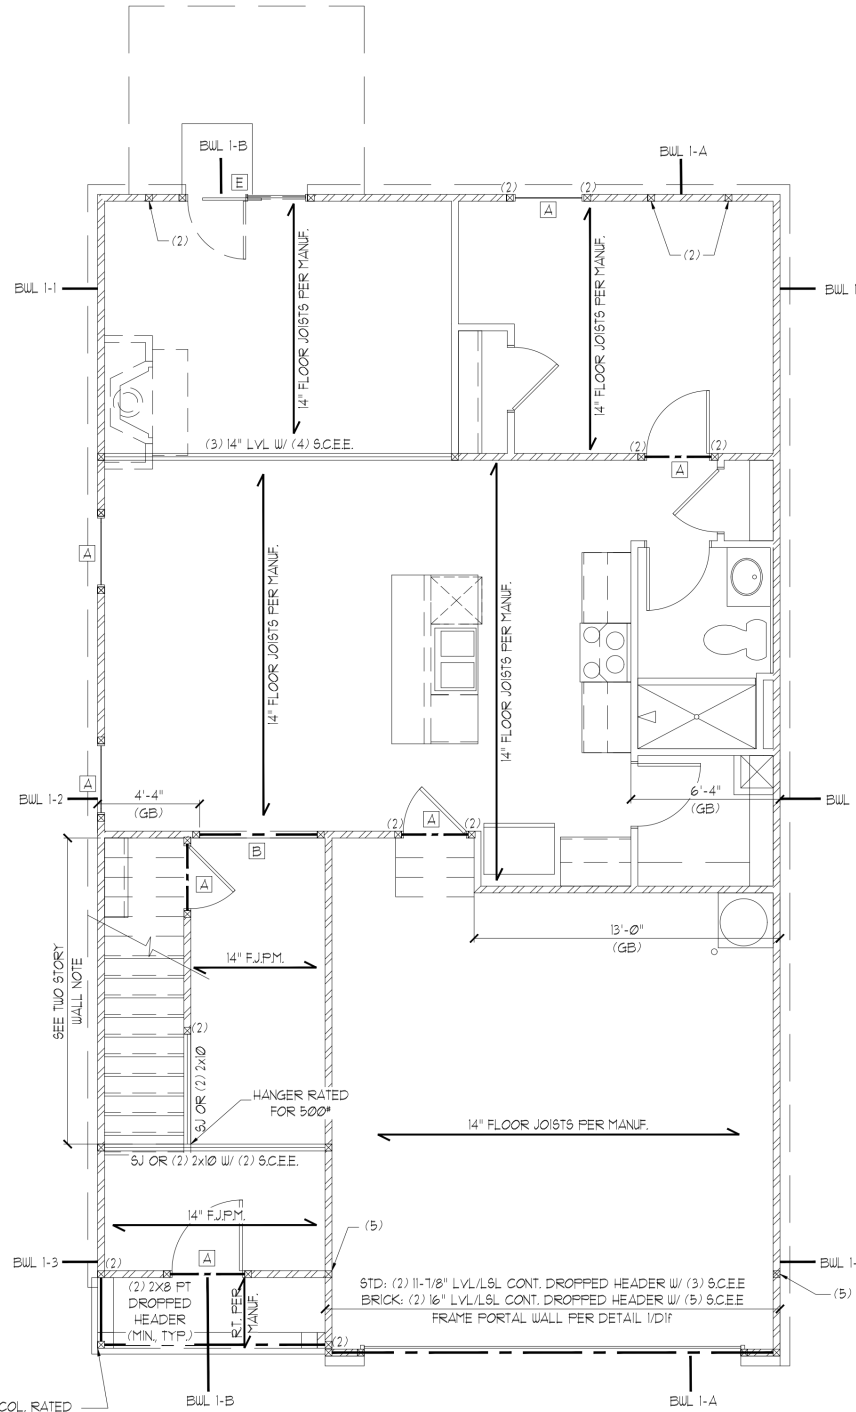 BWL 1-B
BWL 1-A
E
(2)
(2)
A
(2)
(2)
BWL 1-1
BWL 1
14" FLOOR JOISTS PER MANUF.
14" FLOOR JOISTS PER MANUF.
(3) 14" LVL W/ (4) S.C.E.E.
(2)
(2)
A
A
14" FLOOR JOISTS PER MANUF.
14" FLOOR JOISTS PER MANUF.
A
BWL 1-2
4'-4"
(GB)
6'-4"
(GB)
BWL
(2)
A
(2)
B
A
13'-0"
(GB)
SEE TWO STORY
WALL NOTE
14" F.J.P.M.
(2)
SJ OR (2) 2x10
HANGER RATED
FOR 500#
14" FLOOR JOISTS PER MANUF.
SJ OR (2) 2x10 W/ (2) S.C.E.E.
14" F.J.P.M.
(5)
BWL 1-3
(2)
A
BWL 1-
(5)
(2) 2X8 PT
DROPPED
HEADER
(MIN., TYP.)
R.T. PER
MANUF.
STD: (2) 11-7/8" LVL/LSL CONT. DROPPED HEADER W/ (3) S.C.E.E
BRICK: (2) 16" LVL/LSL CONT. DROPPED HEADER W/ (5) S.C.E.E
FRAME PORTAL WALL PER DETAIL 1/D1f
(2)
COL. RATED
BWL 1-B
BWL 1-A